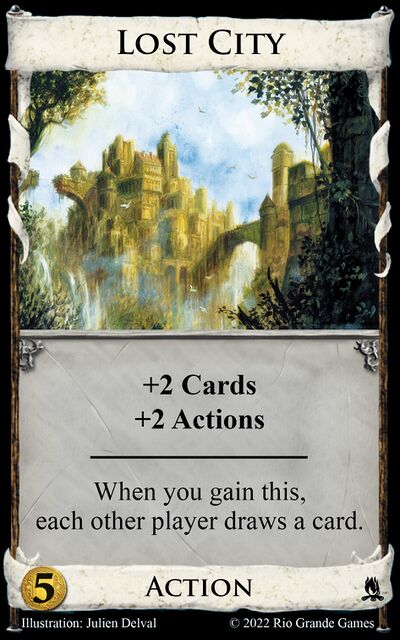 Lost City
+2 Cards
+2 Actions
When you gain this,
each other player draws a card.
5
Action
Illustration: Julien Delval
© 2022 Rio Grande Games